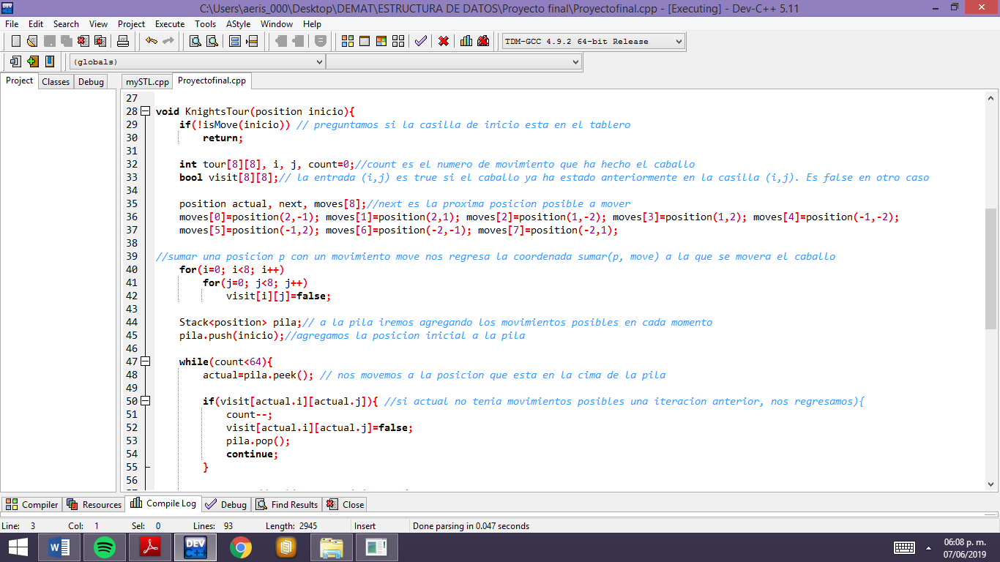 C:\Users\aeris_000\Desktop\DEMAT\ESTRUCTURA DE DATOS\Proyecto final\Proyectofinal.cpp - [Executing] - Dev-C++ 5.11
File Edit Search View Project Execute Tools AStyle Window Help
TDM-GCC 4.9.2 64-bit Release
(globals)
Project Classes Debug mySTL.cpp Proyectofinal.cpp
27
28 void KnightsTour(position inicio){
29 if(!isMove(inicio)) // preguntamos si la casilla de inicio esta en el tablero
30 return;
31
32 int tour[8][8], i, j, count=0;//count es el numero de movimiento que ha hecho el caballo
33 bool visit[8][8];// la entrada (i,j) es true si el caballo ya ha estado anteriormente en la casilla (i,j). Es false en otro caso
34
35 position actual, next, moves[8];//next es la proxima posicion posible a mover
36 moves[0]=position(2,-1); moves[1]=position(2,1); moves[2]=position(1,-2); moves[3]=position(1,2); moves[4]=position(-1,-2);
37 moves[5]=position(-1,2); moves[6]=position(-2,-1); moves[7]=position(-2,1);
38
39 //sumar una posicion p con un movimiento move nos regresa la coordenada sumar(p, move) a la que se movera el caballo
40 for(i=0; i<8; i++)
41 for(j=0; j<8; j++)
42 visit[i][j]=false;
43
44 Stack<position> pila;// a la pila iremos agregando los movimientos posibles en cada momento
45 pila.push(inicio);//agregamos la posicion inicial a la pila
46
47 while(count<64){
48 actual=pila.peek(); // nos movemos a la posicion que esta en la cima de la pila
49
50 if(visit[actual.i][actual.j]){ //si actual no tenia movimientos posibles una iteracion anterior, nos regresamos){
51 count--;
52 visit[actual.i][actual.j]=false;
53 pila.pop();
54 continue;
55 }
56
Compiler Resources Compile Log Debug Find Results Close
Line: 3 Col: 1 Sel: 0 Lines: 93 Length: 2945 Insert Done parsing in 0.047 seconds
DEV C++
06:08 p. m.
07/06/2019